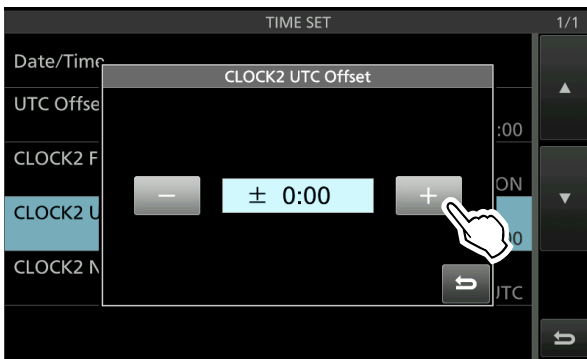 TIME SET 1/1
Date/Time
CLOCK2 UTC Offset
UTC Offse
:00
CLOCK2 F
ON
− ± 0:00 +
CLOCK2 U
00
CLOCK2 N
UTC